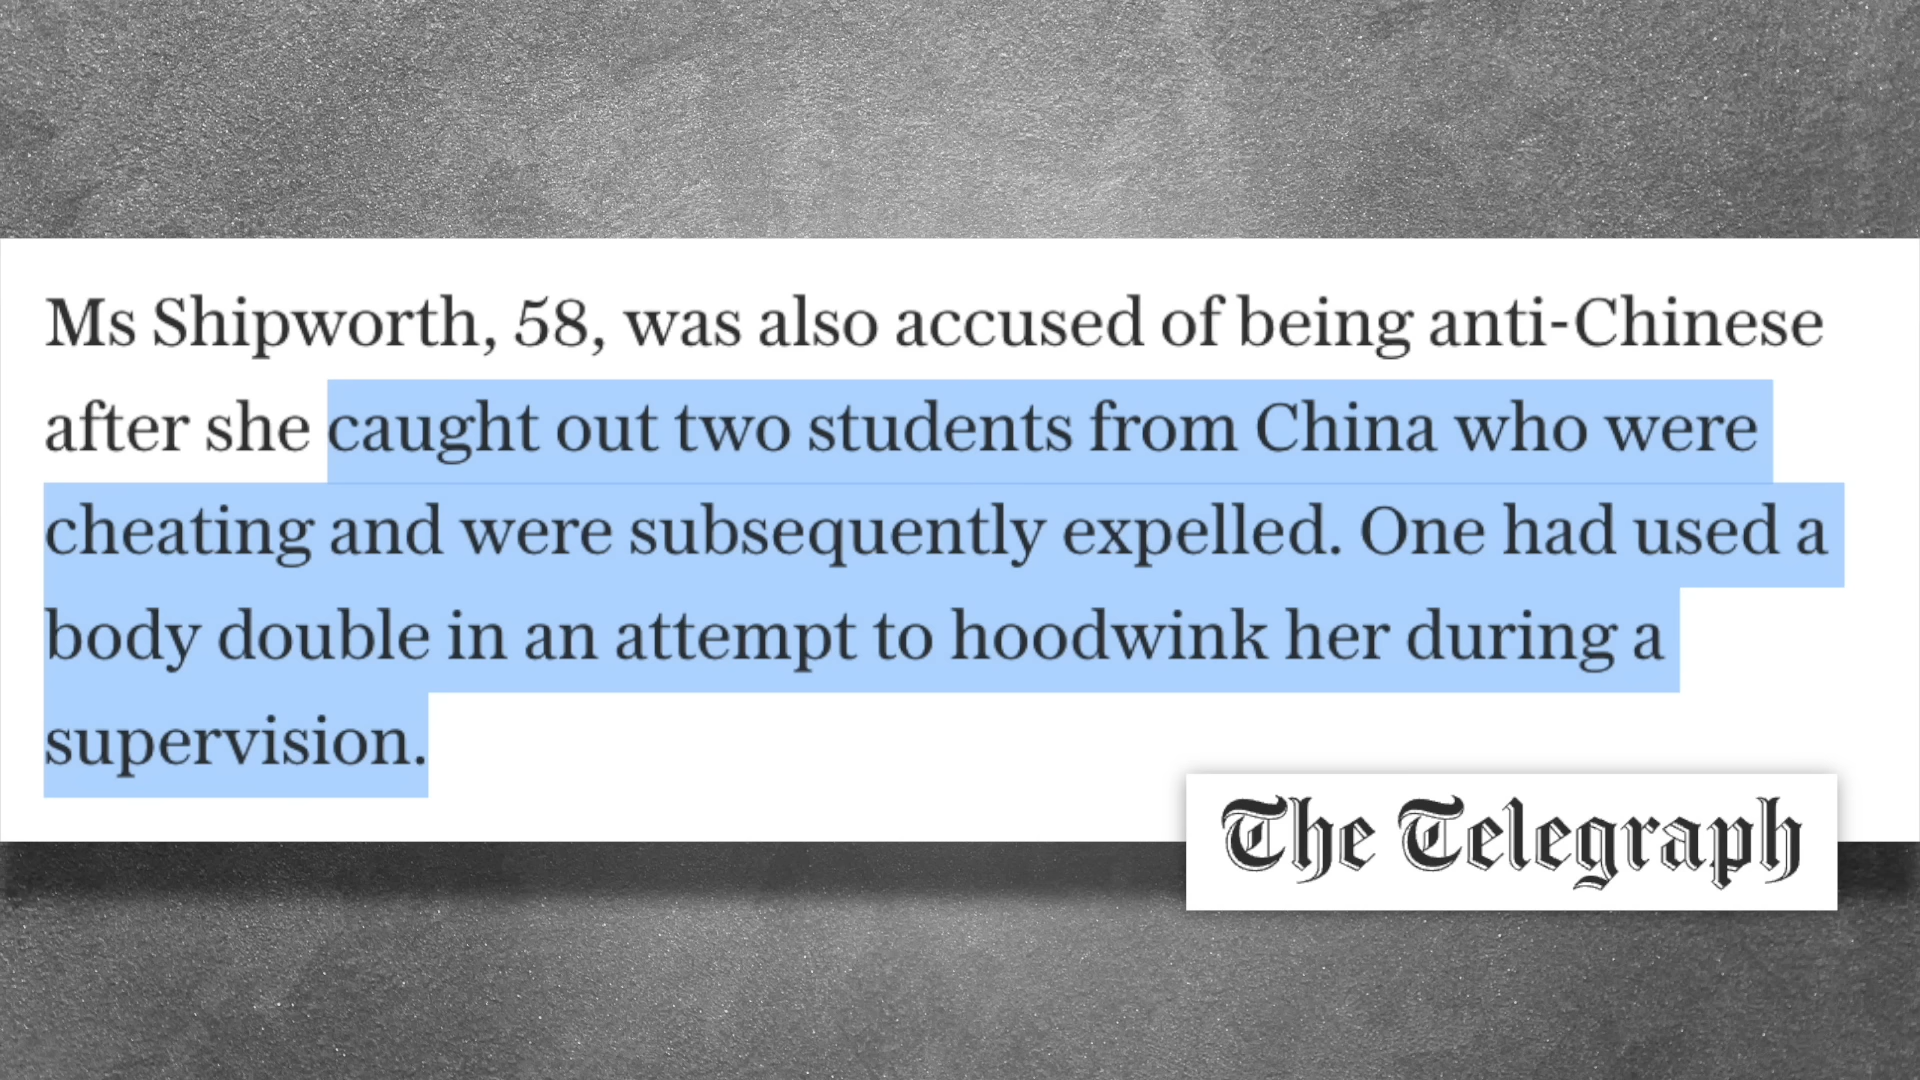 Ms Shipworth, 58, was also accused of being anti-Chinese
after she caught out two students from China who were
cheating and were subsequently expelled. One had used a
body double in an attempt to hoodwink her during a
supervision.
The Telegraph